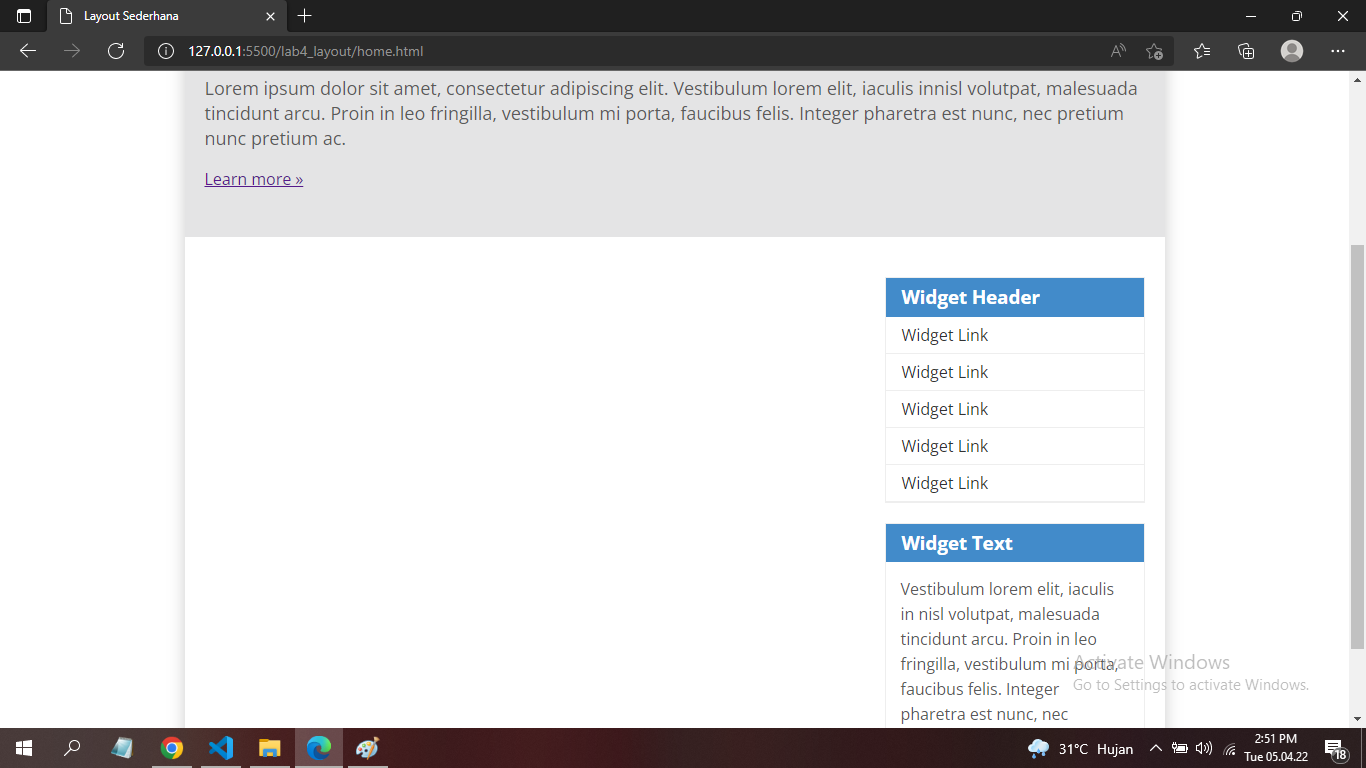 Layout Sederhana
127.0.0.1:5500/lab4_layout/home.html
Lorem ipsum dolor sit amet, consectetur adipiscing elit. Vestibulum lorem elit, iaculis innisl volutpat, malesuada
tincidunt arcu. Proin in leo fringilla, vestibulum mi porta, faucibus felis. Integer pharetra est nunc, nec pretium
nunc pretium ac.
Learn more »
Widget Header
Widget Link
Widget Link
Widget Link
Widget Link
Widget Link
Widget Text
Vestibulum lorem elit, iaculis
in nisl volutpat, malesuada
tincidunt arcu. Proin in leo
fringilla, vestibulum mi porta,
faucibus felis. Integer
pharetra est nunc, nec
Activate Windows
Go to Settings to activate Windows.
31°C Hujan
2:51 PM
Tue 05.04.22
18